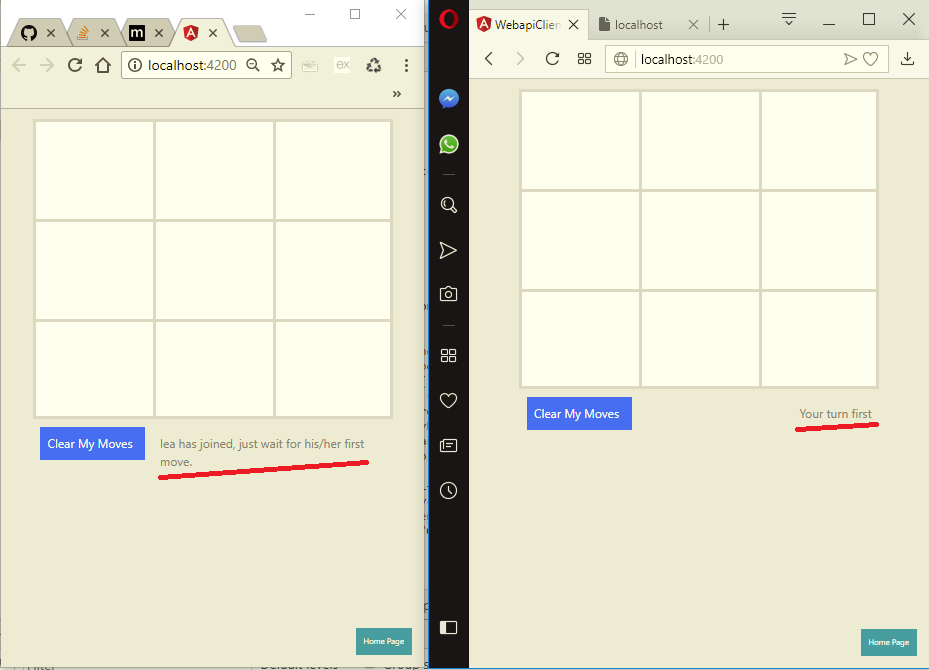 m
localhost:4200
ex
»
Clear My Moves
lea has joined, just wait for his/her first
move.
Home Page
WebapiClien
localhost
localhost:4200
Clear My Moves
Your turn first
Home Page